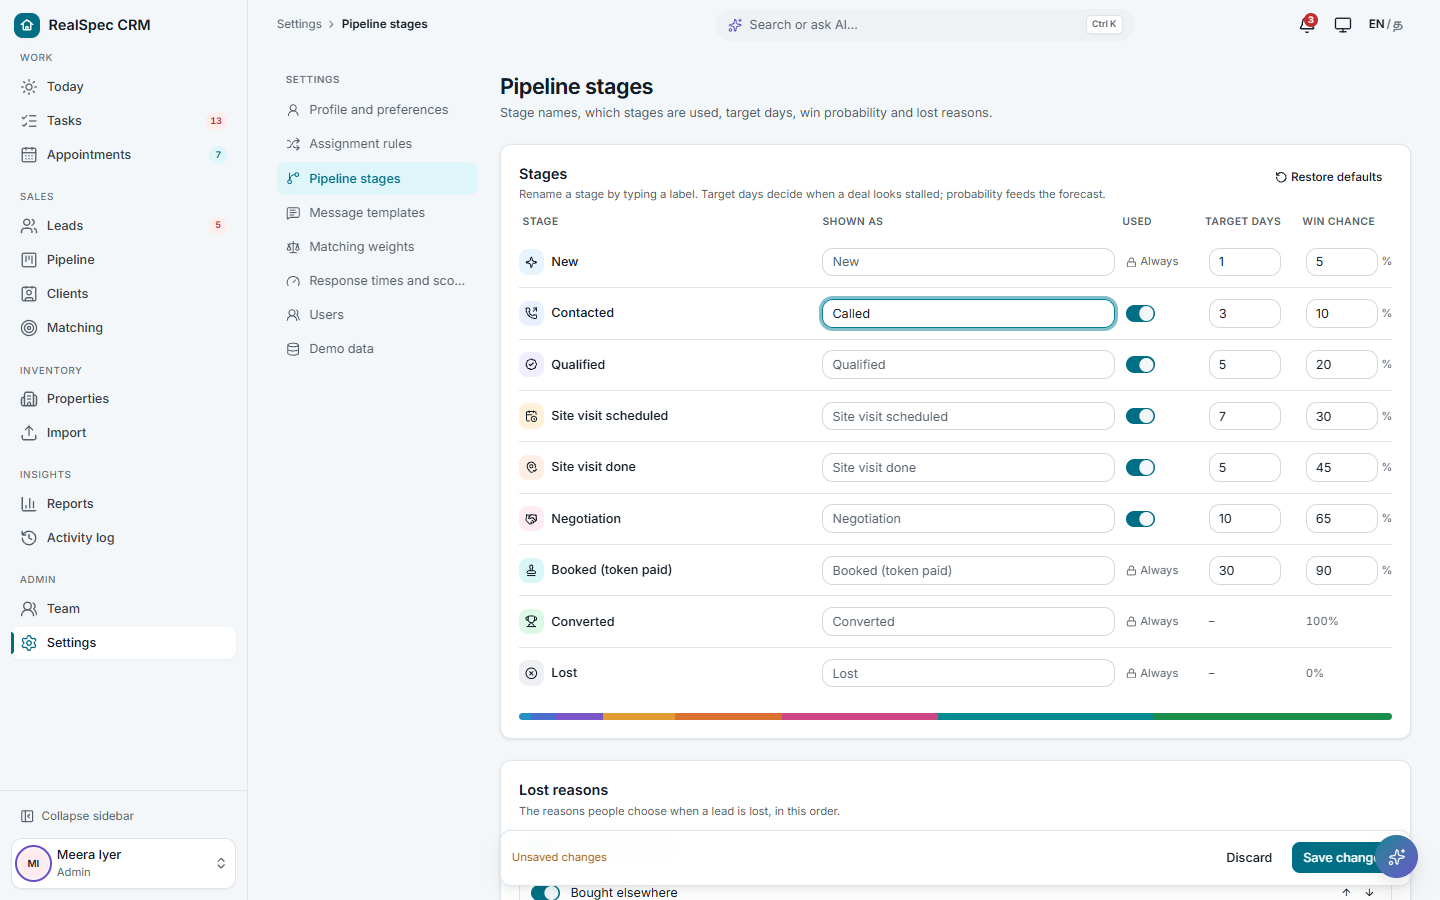 RealSpec CRM
WORK
Today
Tasks 13
Appointments 7
SALES
Leads 5
Pipeline
Clients
Matching
INVENTORY
Properties
Import
INSIGHTS
Reports
Activity log
ADMIN
Team
Settings
Collapse sidebar
MI Meera Iyer
Admin
Settings > Pipeline stages
Search or ask AI... Ctrl K
3
EN / த
SETTINGS
Profile and preferences
Assignment rules
Pipeline stages
Message templates
Matching weights
Response times and sco...
Users
Demo data
Pipeline stages
Stage names, which stages are used, target days, win probability and lost reasons.
Stages
Restore defaults
Rename a stage by typing a label. Target days decide when a deal looks stalled; probability feeds the forecast.
STAGE SHOWN AS USED TARGET DAYS WIN CHANCE
New New Always 1 5 %
Contacted Called 3 10 %
Qualified Qualified 5 20 %
Site visit scheduled Site visit scheduled 7 30 %
Site visit done Site visit done 5 45 %
Negotiation Negotiation 10 65 %
Booked (token paid) Booked (token paid) Always 30 90 %
Converted Converted Always – 100%
Lost Lost Always – 0%
Lost reasons
The reasons people choose when a lead is lost, in this order.
Unsaved changes Discard Save chang
Bought elsewhere